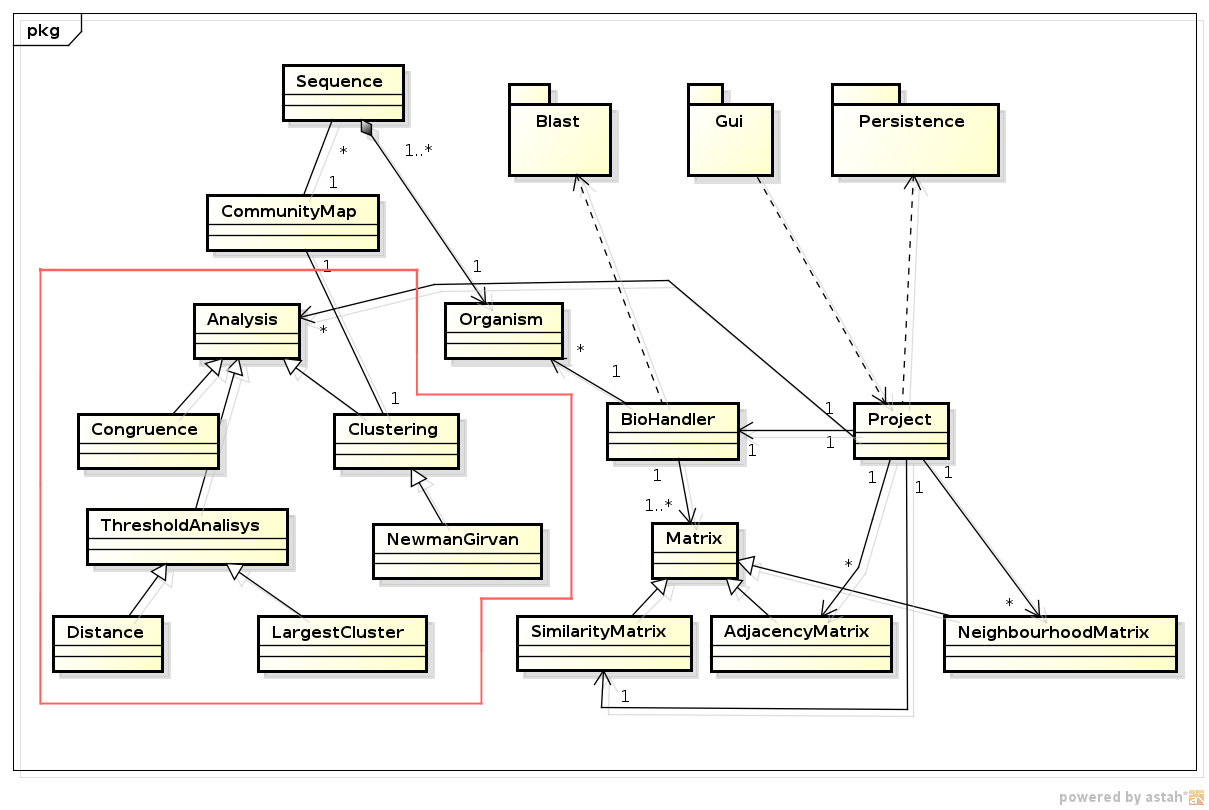 pkg
Sequence
Blast
Gui
Persistence
*
1..*
1
CommunityMap
1
1
Analysis
*
Organism
*
1
1
Congruence
Clustering
BioHandler
1
Project
1
1
1
1
1
1
1..*
ThresholdAnalisys
NewmanGirvan
Matrix
*
*
Distance
LargestCluster
SimilarityMatrix
AdjacencyMatrix
NeighbourhoodMatrix
1
powered by astah*